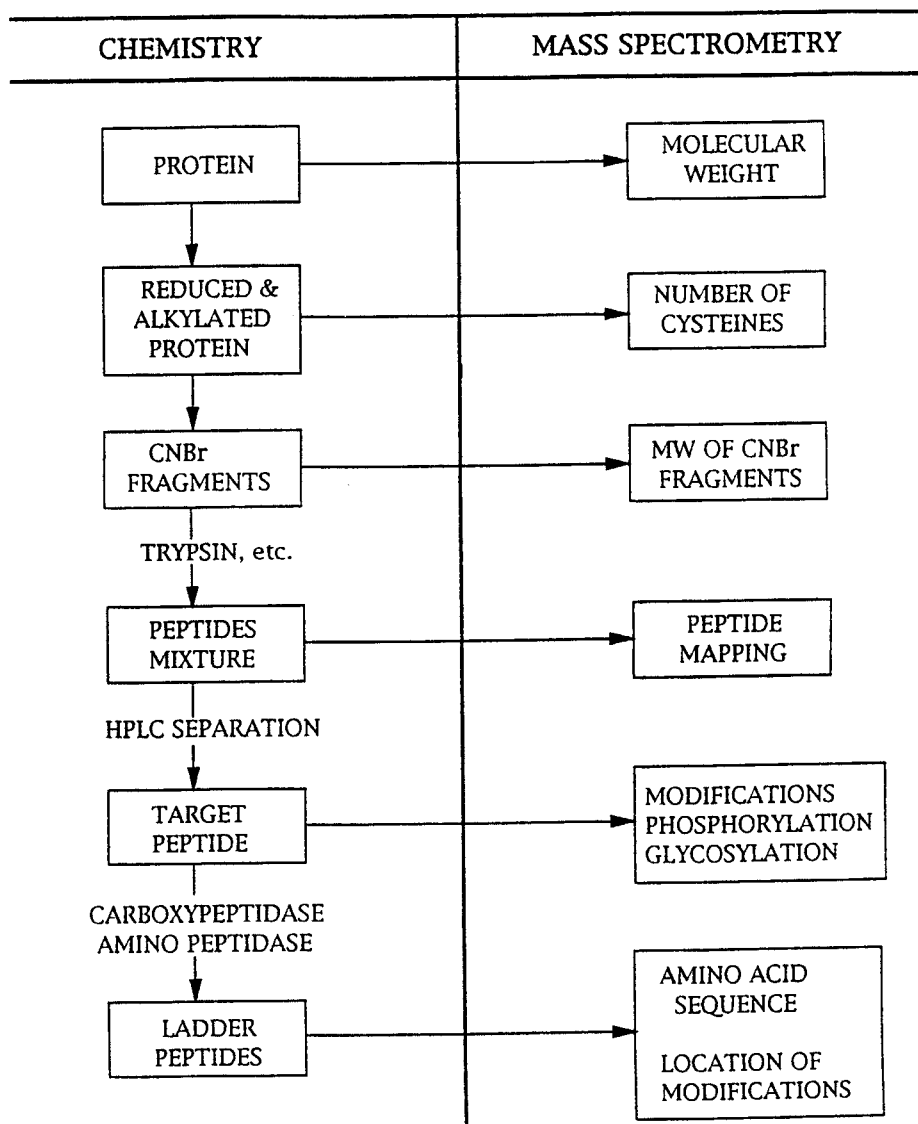 CHEMISTRY
MASS SPECTROMETRY
PROTEIN
MOLECULAR
WEIGHT
REDUCED &
ALKYLATED
PROTEIN
NUMBER OF
CYSTEINES
CNBr
FRAGMENTS
MW OF CNBr
FRAGMENTS
TRYPSIN, etc.
PEPTIDES
MIXTURE
PEPTIDE
MAPPING
HPLC SEPARATION
TARGET
PEPTIDE
MODIFICATIONS
PHOSPHORYLATION
GLYCOSYLATION
CARBOXYPEPTIDASE
AMINO PEPTIDASE
LADDER
PEPTIDES
AMINO ACID
SEQUENCE
LOCATION OF
MODIFICATIONS